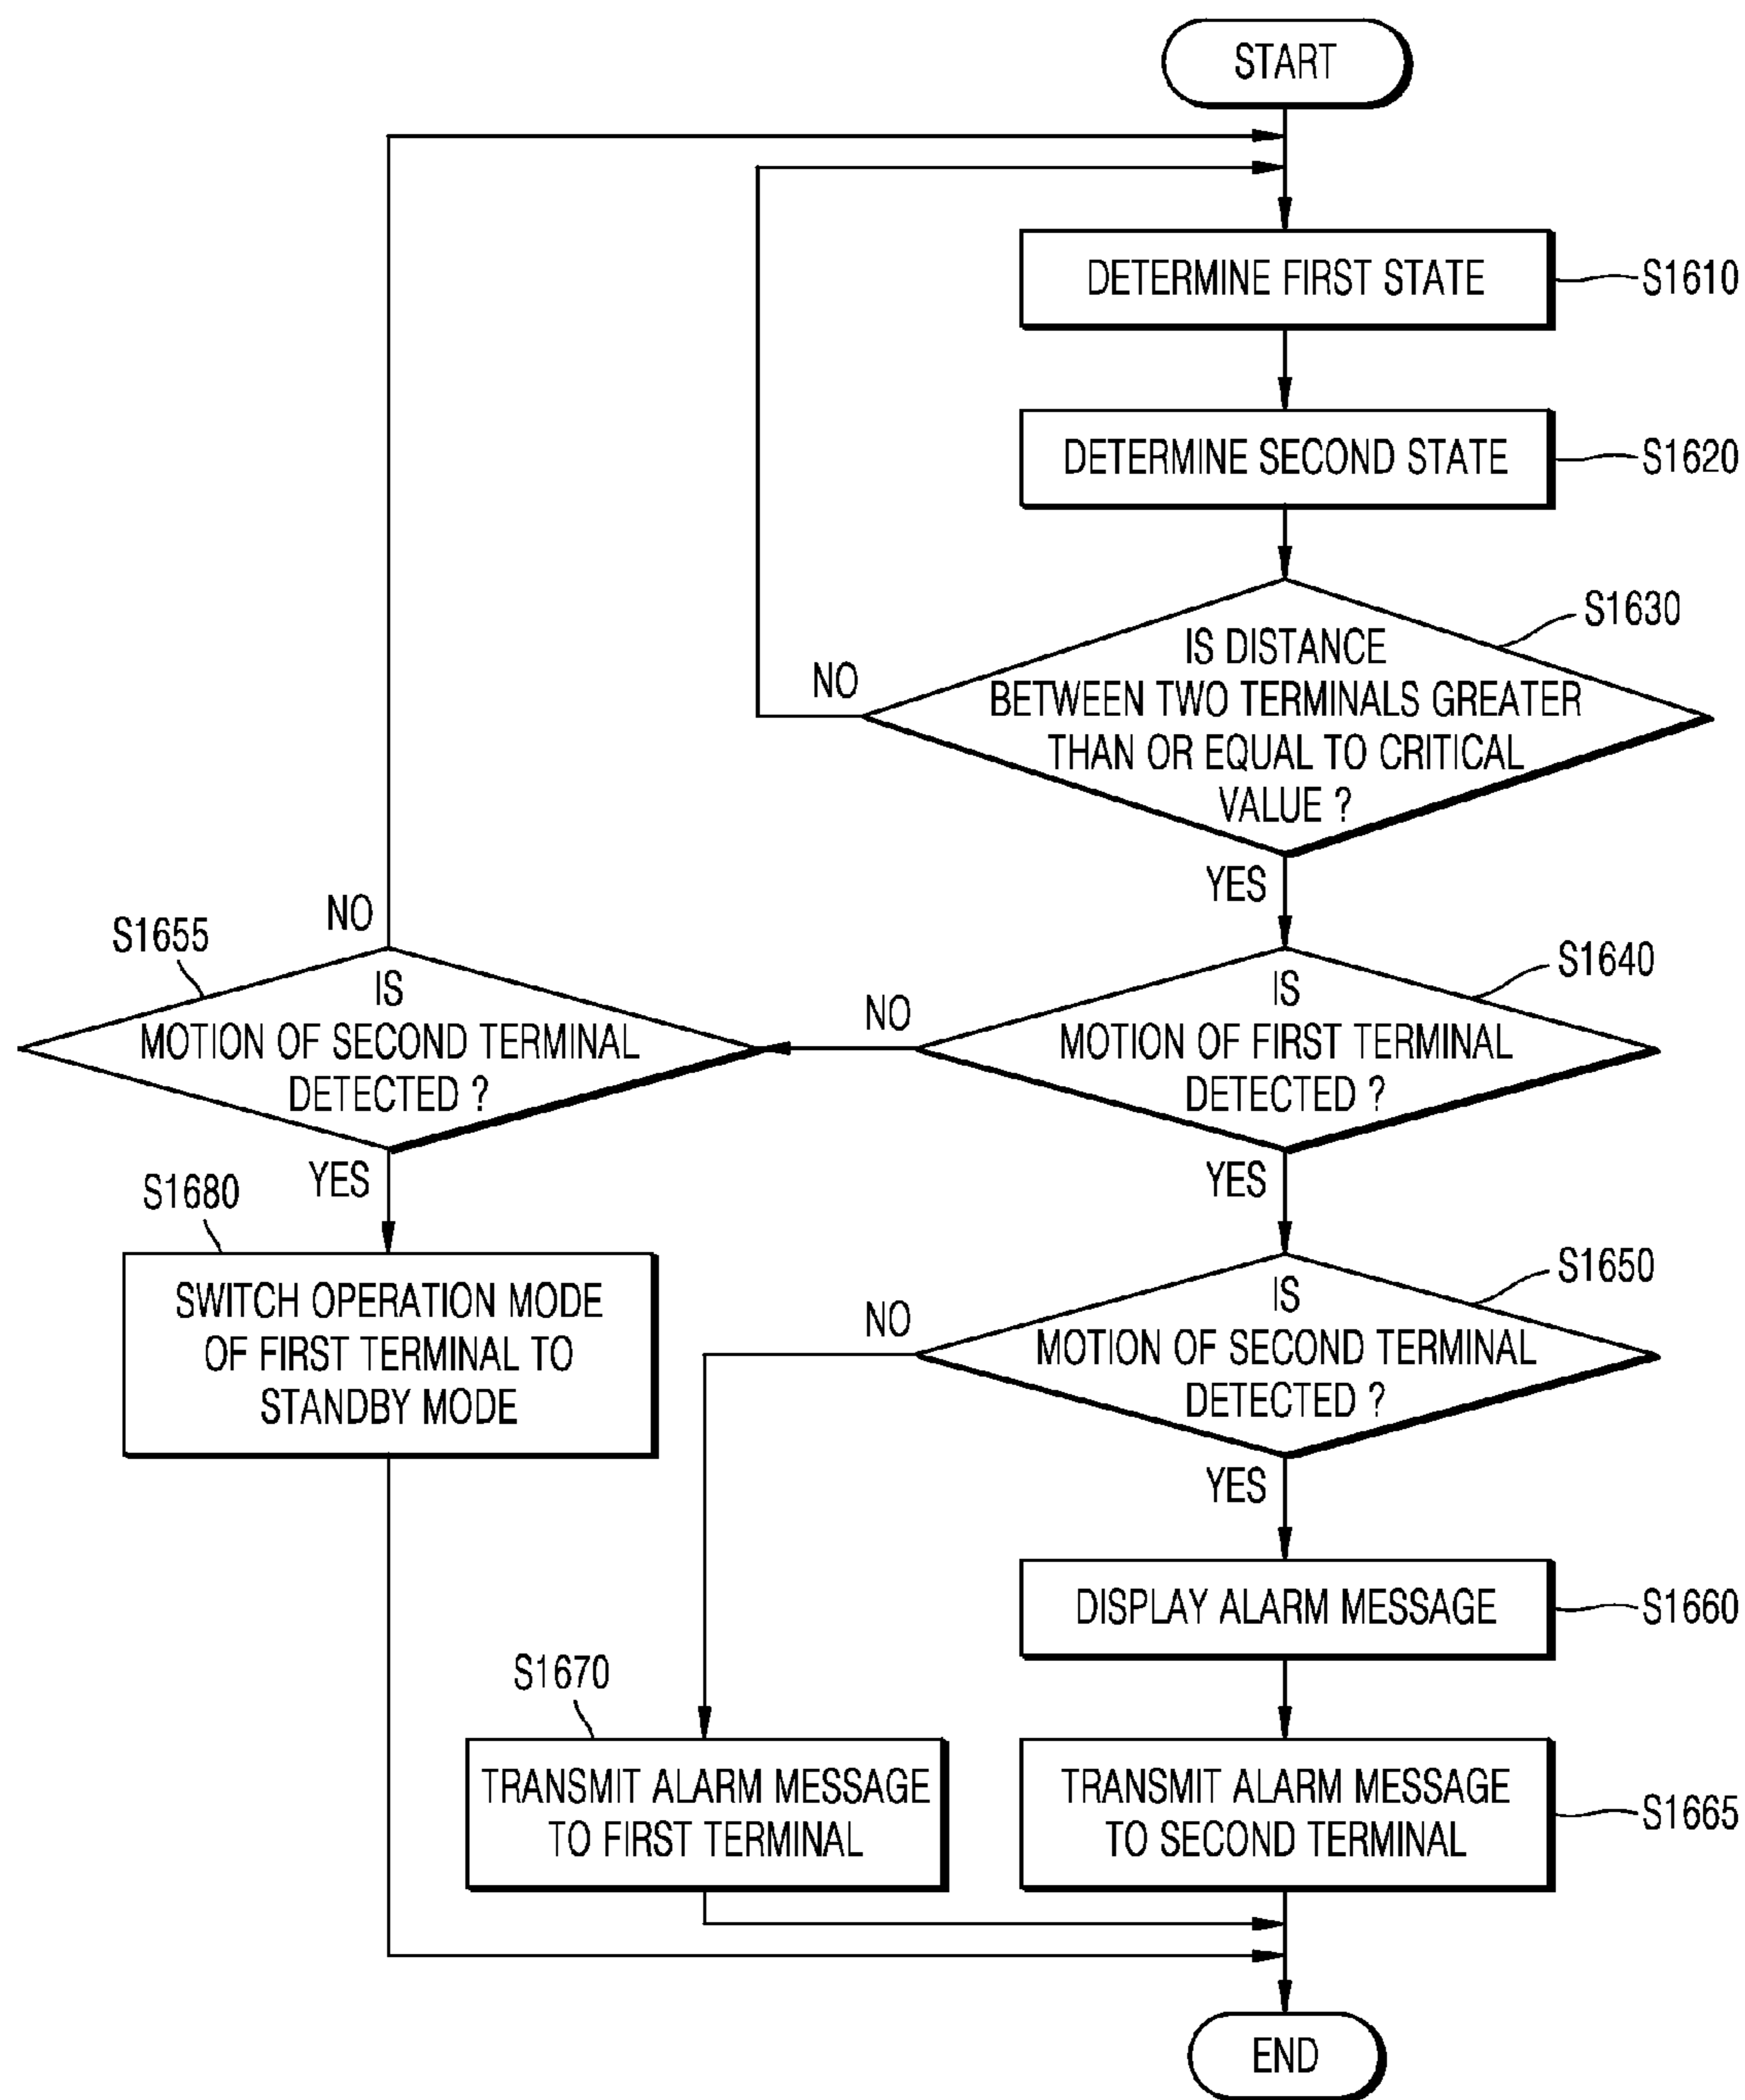 START
DETERMINE FIRST STATE
S1610
DETERMINE SECOND STATE
S1620
S1630
IS DISTANCE
BETWEEN TWO TERMINALS GREATER
THAN OR EQUAL TO CRITICAL
VALUE ?
NO
YES
S1655
NO
IS
MOTION OF SECOND TERMINAL
DETECTED ?
YES
S1640
NO
IS
MOTION OF FIRST TERMINAL
DETECTED ?
YES
S1680
SWITCH OPERATION MODE
OF FIRST TERMINAL TO
STANDBY MODE
S1650
NO
IS
MOTION OF SECOND TERMINAL
DETECTED ?
YES
DISPLAY ALARM MESSAGE
S1660
S1670
TRANSMIT ALARM MESSAGE
TO FIRST TERMINAL
TRANSMIT ALARM MESSAGE
TO SECOND TERMINAL
S1665
END